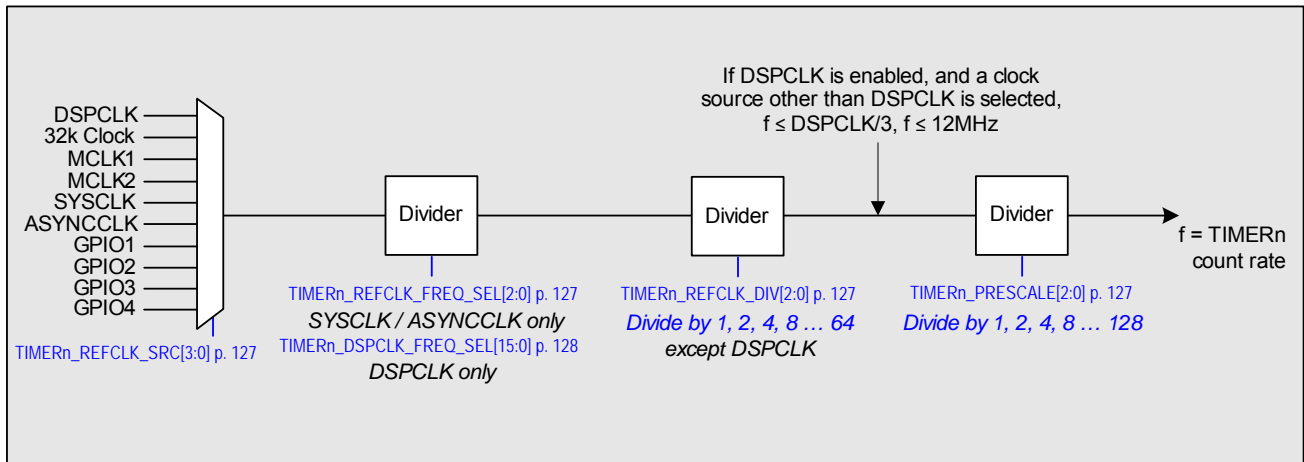 If DSPCLK is enabled, and a clock
source other than DSPCLK is selected,
f ≤ DSPCLK/3, f ≤ 12MHz
DSPCLK
32k Clock
MCLK1
MCLK2
SYSCLK
ASYNCCLK
GPIO1
GPIO2
GPIO3
GPIO4
TIMERn_REFCLK_SRC[3:0] p. 127
Divider
TIMERn_REFCLK_FREQ_SEL[2:0] p. 127
SYSCLK / ASYNCCLK only
TIMERn_DSPCLK_FREQ_SEL[15:0] p. 128
DSPCLK only
Divider
TIMERn_REFCLK_DIV[2:0] p. 127
Divide by 1, 2, 4, 8 … 64
except DSPCLK
Divider
TIMERn_PRESCALE[2:0] p. 127
Divide by 1, 2, 4, 8 … 128
f = TIMERn
count rate